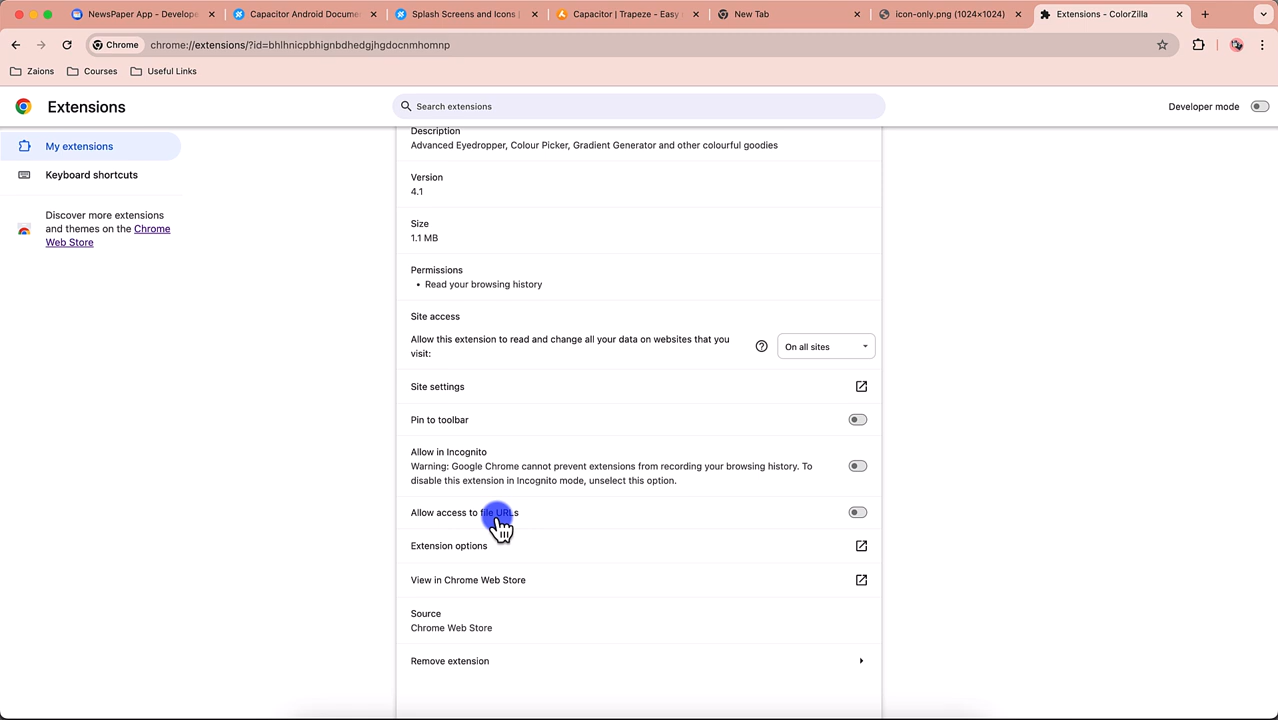 NewsPaper App - Develope
Capacitor Android Docume
Splash Screens and Icons
Capacitor | Trapeze - Easy
New Tab
icon-only.png (1024×1024)
Extensions - ColorZilla
Chrome
chrome://extensions/?id=bhlhnicpbhignbdhedgjhgdocnmhomnp
Zaions
Courses
Useful Links
Extensions
Search extensions
Developer mode
My extensions
Keyboard shortcuts
Discover more extensions
and themes on the Chrome
Web Store
Description
Advanced Eyedropper, Colour Picker, Gradient Generator and other colourful goodies
Version
4.1
Size
1.1 MB
Permissions
• Read your browsing history
Site access
Allow this extension to read and change all your data on websites that you
visit:
On all sites
Site settings
Pin to toolbar
Allow in Incognito
Warning: Google Chrome cannot prevent extensions from recording your browsing history. To
disable this extension in Incognito mode, unselect this option.
Allow access to file URLs
Extension options
View in Chrome Web Store
Source
Chrome Web Store
Remove extension